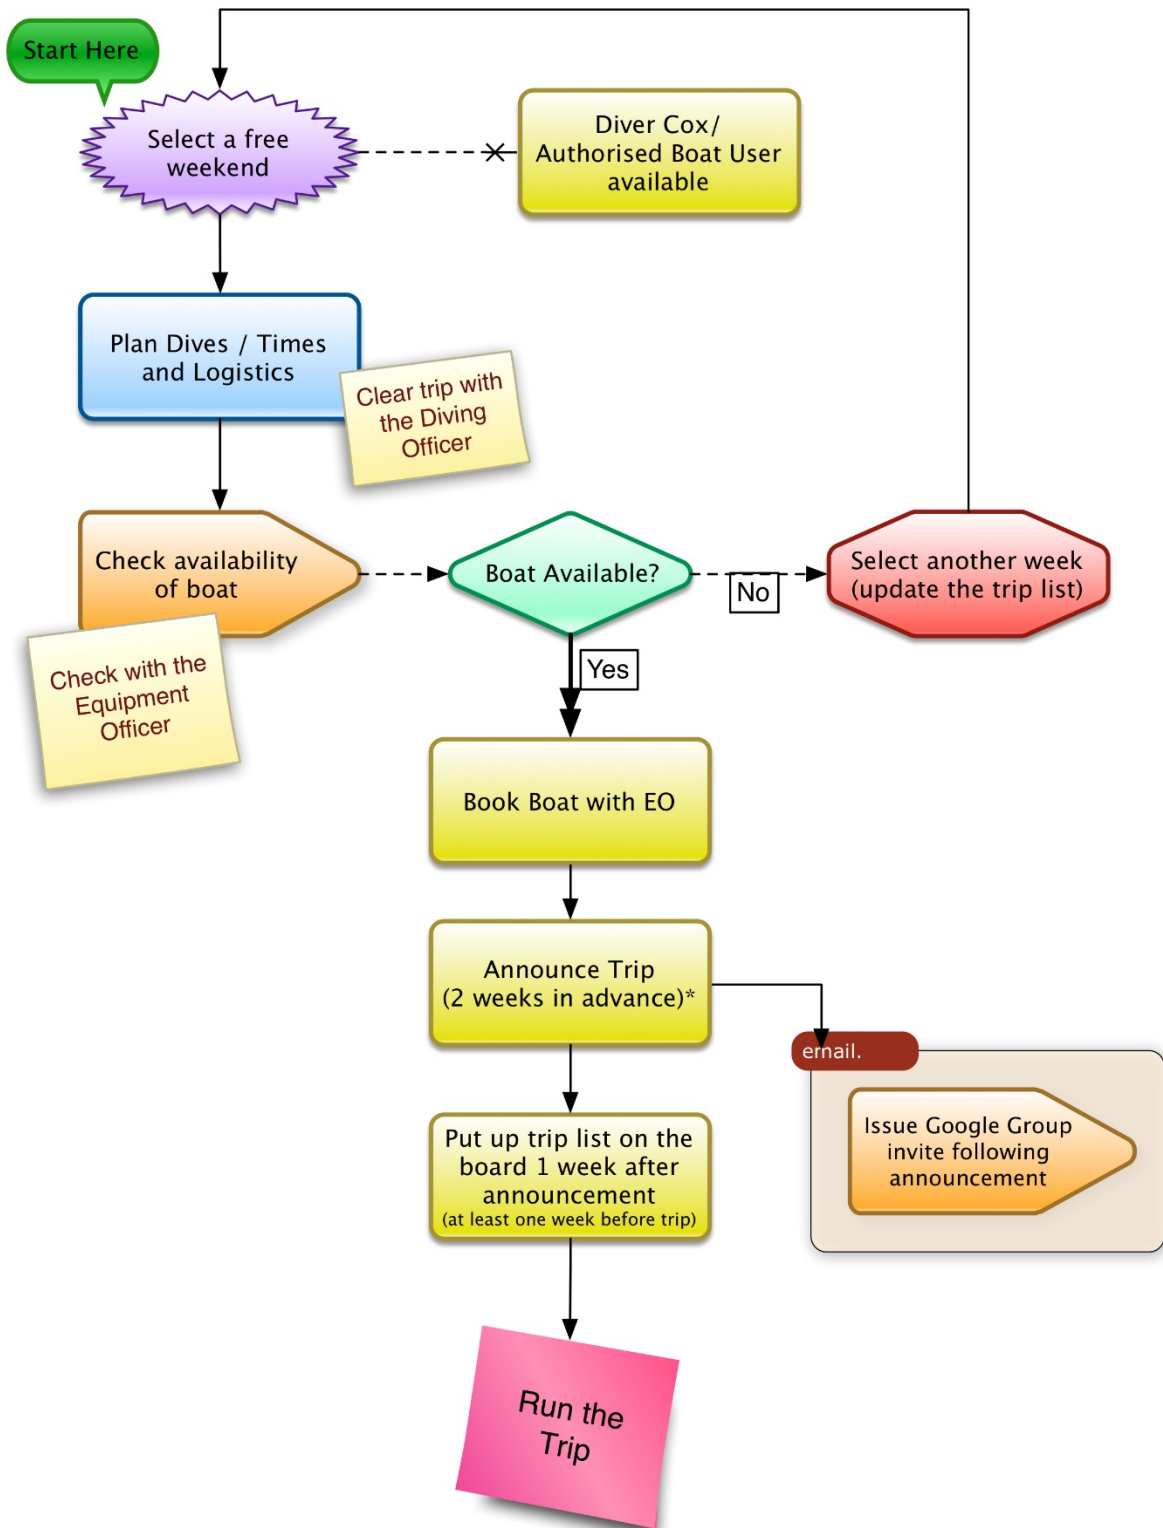 Start Here
Select a free
weekend
Diver Cox/
Authorised Boat User
available
Plan Dives / Times
and Logistics
Clear trip with
the Diving
Officer
Check availability
of boat
Check with the
Equipment
Officer
Boat Available?
No
Select another week
(update the trip list)
Yes
Book Boat with EO
Announce Trip
(2 weeks in advance)*
email.
Issue Google Group
invite following
announcement
Put up trip list on the
board 1 week after
announcement
(at least one week before trip)
Run the
Trip